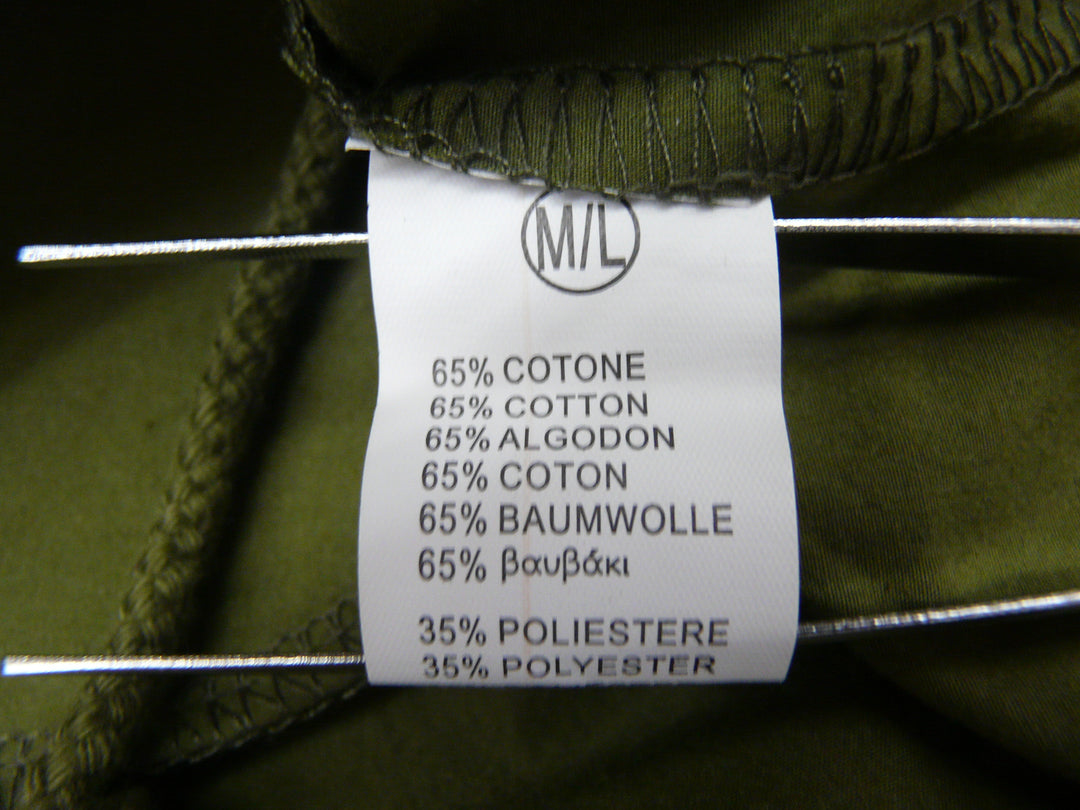 M/L
65% COTONE
65% COTTON
65% ALGODON
65% COTON
65% BAUMWOLLE
65% βαυβάκι
35% POLIESTERE
35% POLYESTER